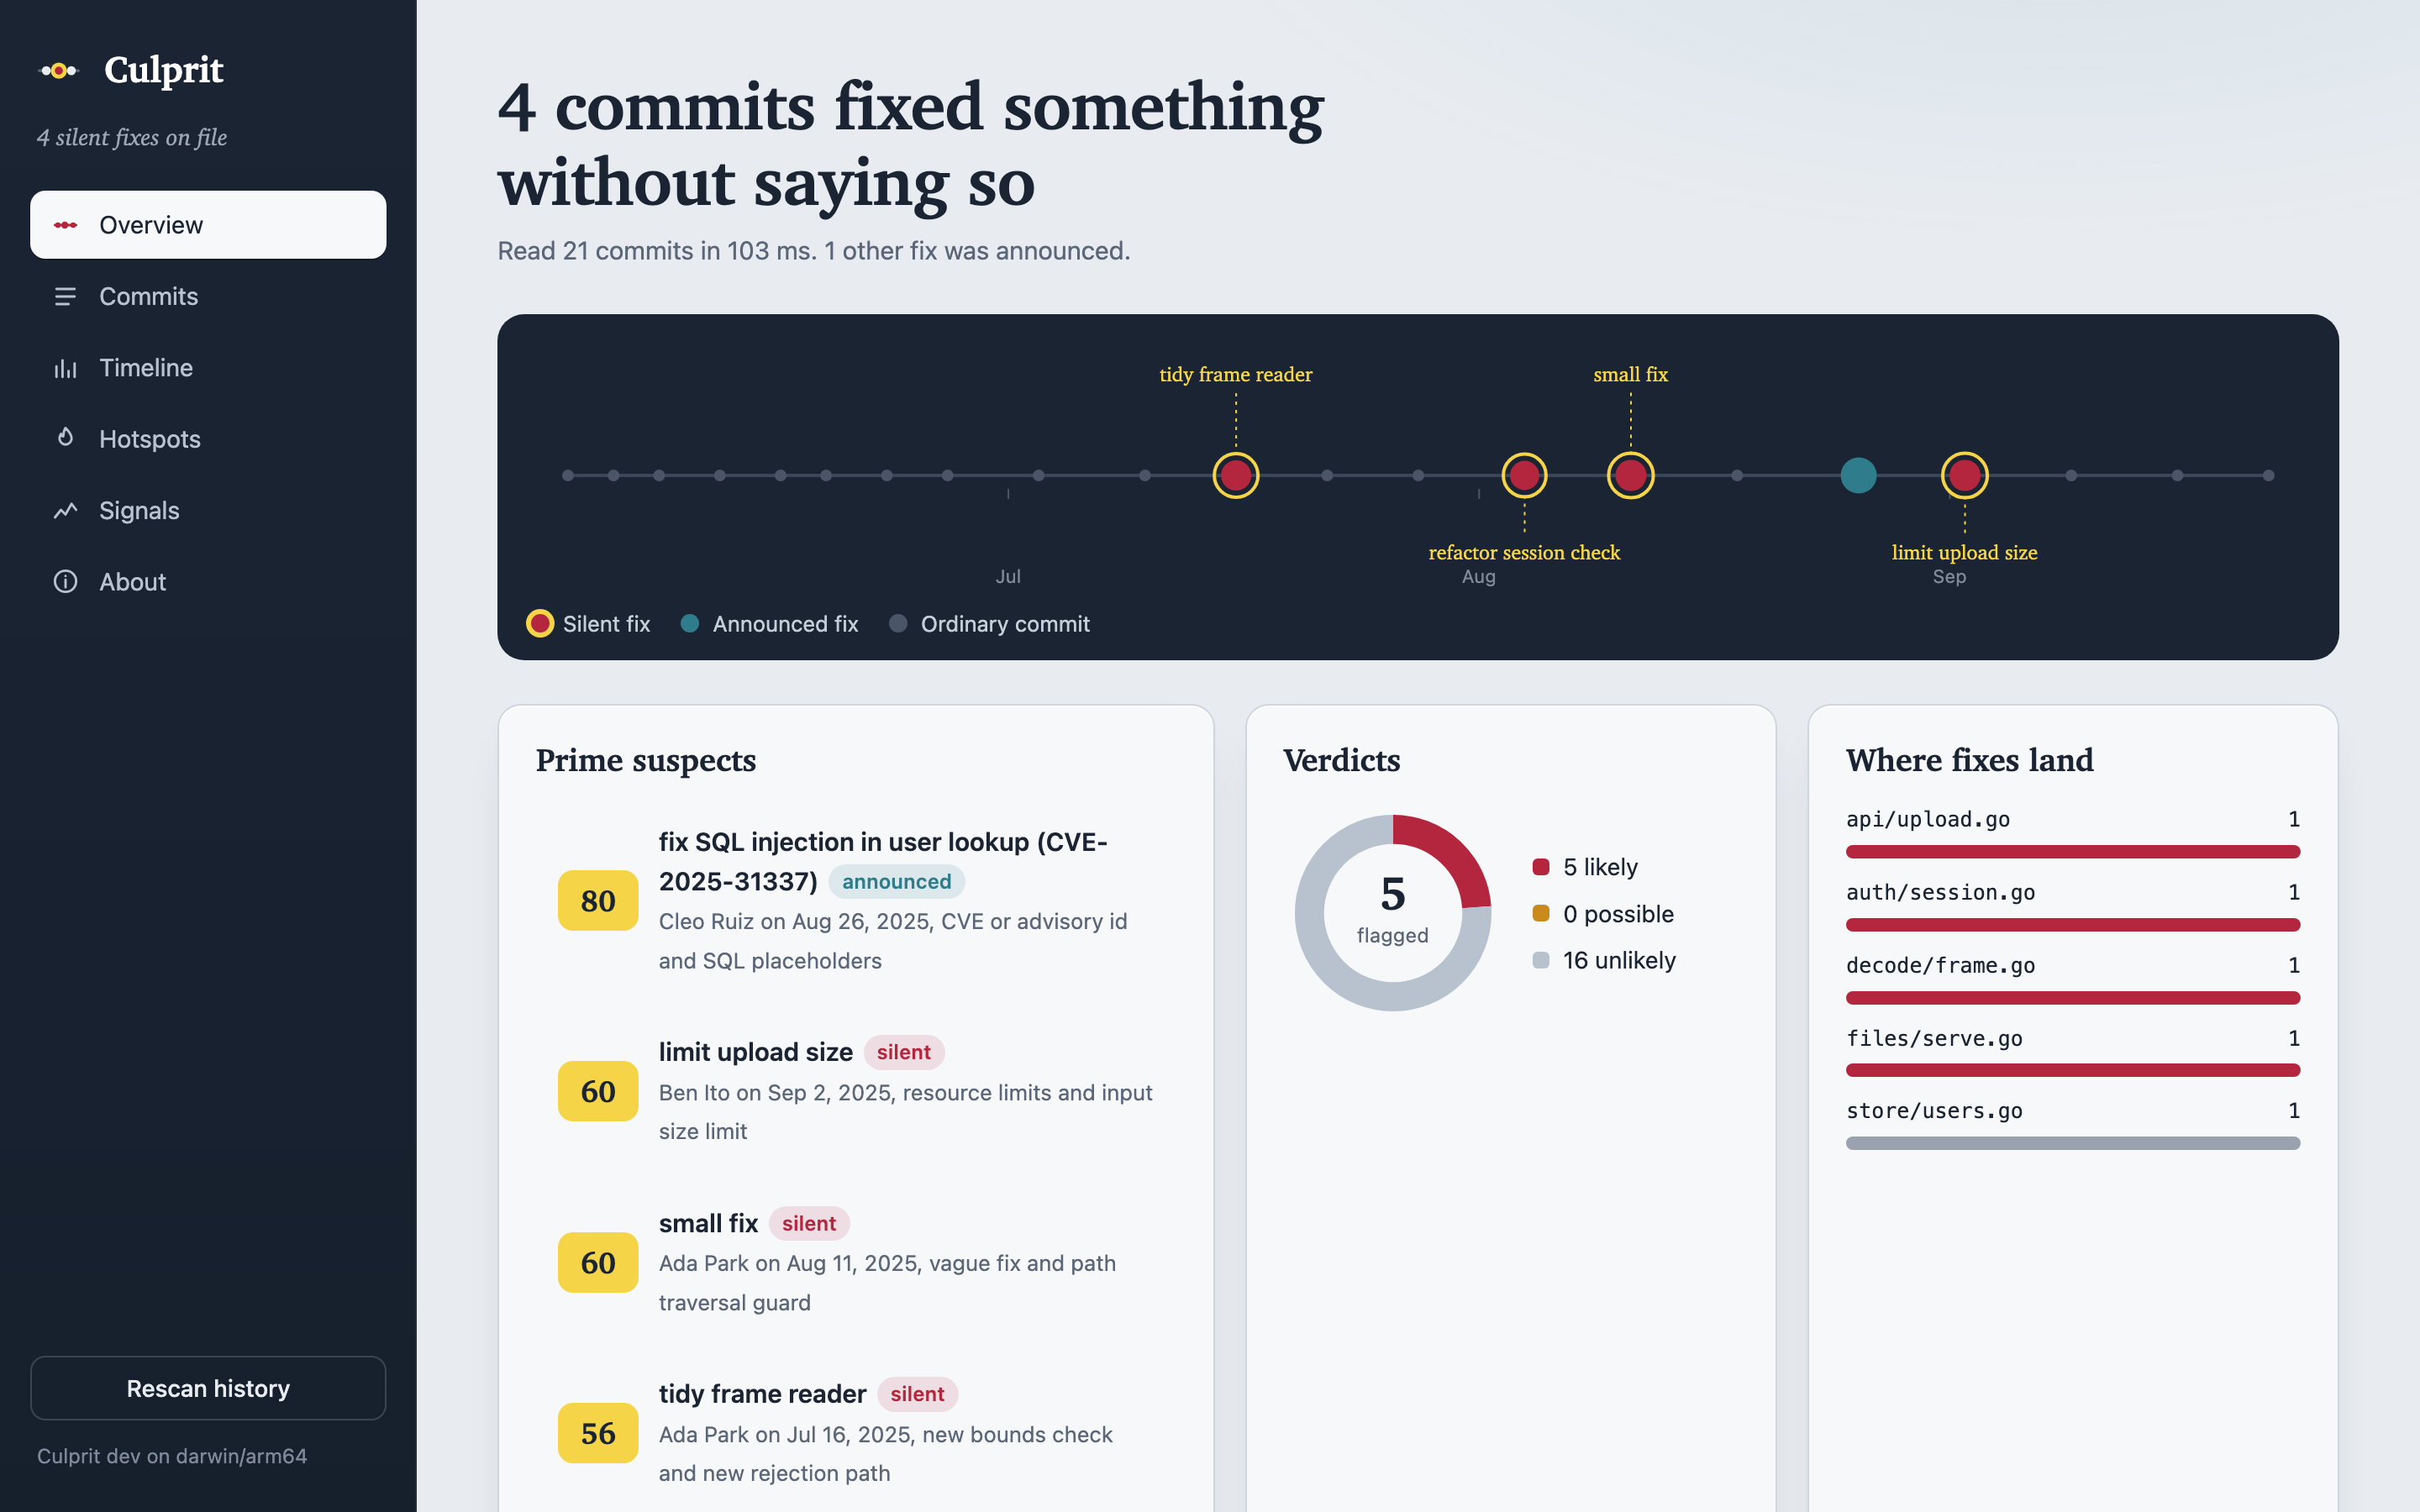 Culprit
4 silent fixes on file
Overview
Commits
Timeline
Hotspots
Signals
About
Rescan history
Culprit dev on darwin/arm64
4 commits fixed something
without saying so
Read 21 commits in 103 ms. 1 other fix was announced.
tidy frame reader
small fix
refactor session check
limit upload size
Jul
Aug
Sep
Silent fix
Announced fix
Ordinary commit
Prime suspects
80
fix SQL injection in user lookup (CVE-
2025-31337) announced
Cleo Ruiz on Aug 26, 2025, CVE or advisory id
and SQL placeholders
60
limit upload size silent
Ben Ito on Sep 2, 2025, resource limits and input
size limit
60
small fix silent
Ada Park on Aug 11, 2025, vague fix and path
traversal guard
56
tidy frame reader silent
Ada Park on Jul 16, 2025, new bounds check
and new rejection path
Verdicts
5
flagged
5 likely
0 possible
16 unlikely
Where fixes land
api/upload.go 1
auth/session.go 1
decode/frame.go 1
files/serve.go 1
store/users.go 1